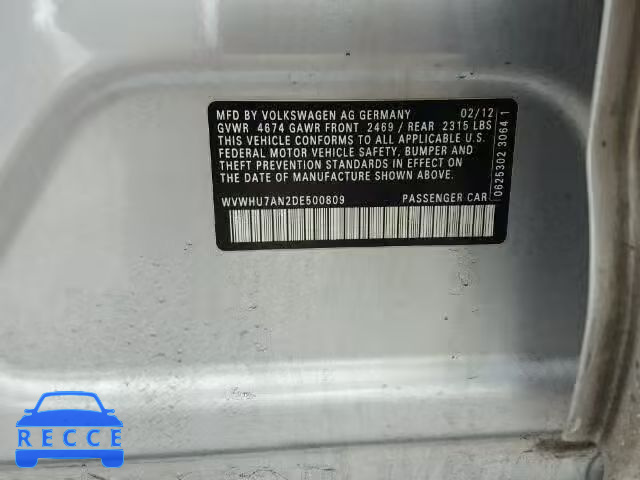 MFD BY VOLKSWAGEN AG GERMANY 02/12
GVWR 4674 GAWR FRONT 2469 / REAR 2315 LBS
THIS VEHICLE CONFORMS TO ALL APPLICABLE U.S.
FEDERAL MOTOR VEHICLE SAFETY, BUMPER AND
THEFT PREVENTION STANDARDS IN EFFECT ON
DATE OF MANUFACTURE SHOWN ABOVE.
WVWHU7AN2DE500809 PASSENGER CAR
0625302 30641
RECCE